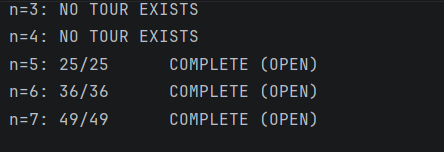 n=3: NO TOUR EXISTS
n=4: NO TOUR EXISTS
n=5: 25/25      COMPLETE (OPEN)
n=6: 36/36      COMPLETE (OPEN)
n=7: 49/49      COMPLETE (OPEN)